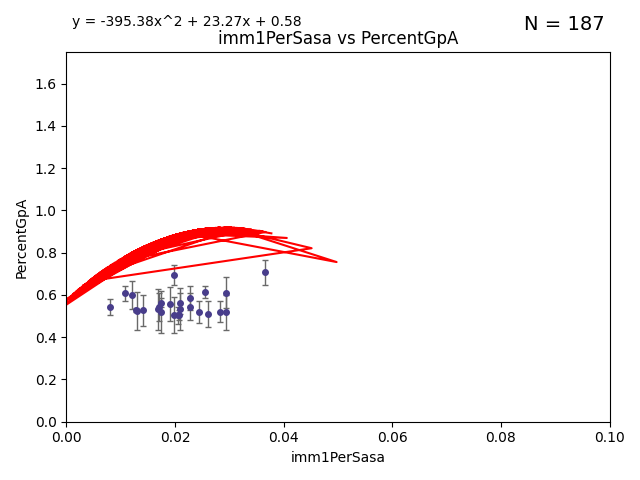 y = -395.38x^2 + 23.27x + 0.58
N = 187
imm1PerSasa vs PercentGpA
PercentGpA
1.6
1.4
1.2
1.0
0.8
0.6
0.4
0.2
0.0
0.00 0.02 0.04 0.06 0.08 0.10
imm1PerSasa